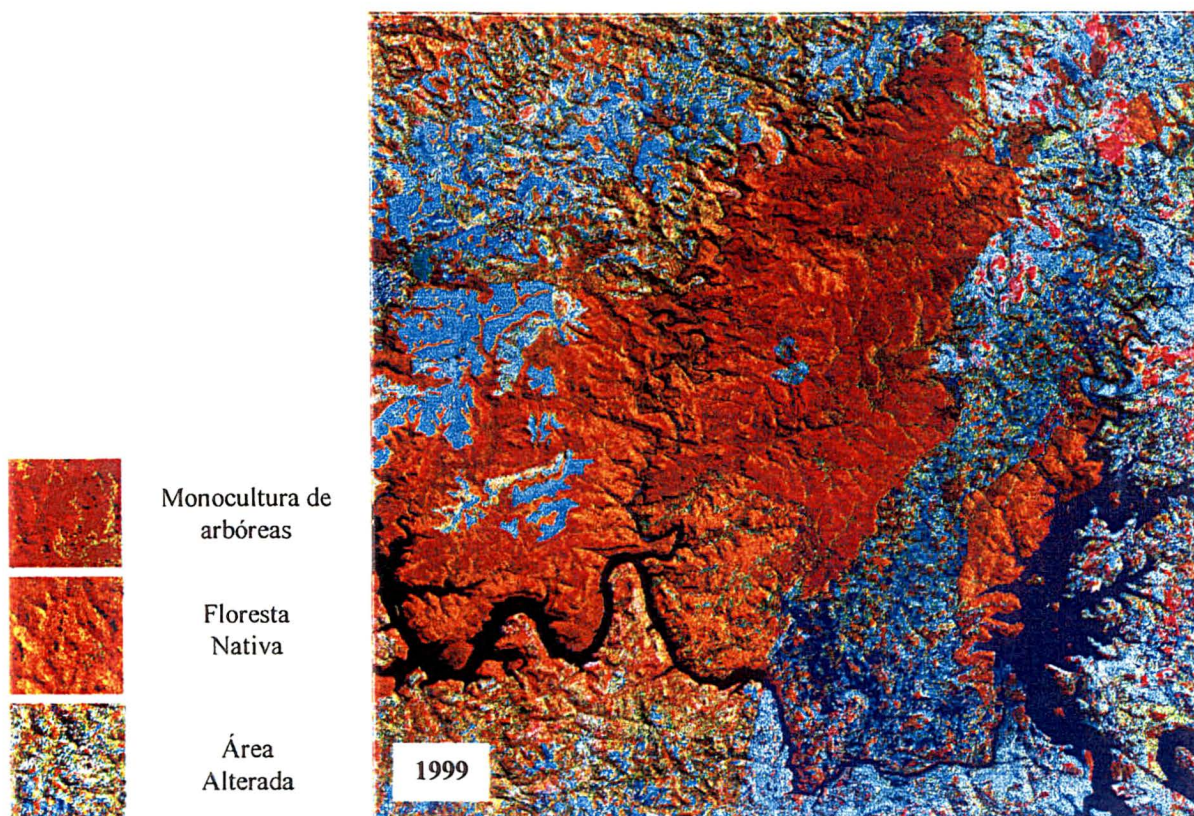 Monocultura de
arbóreas
Floresta
Nativa
Área
Alterada
1999